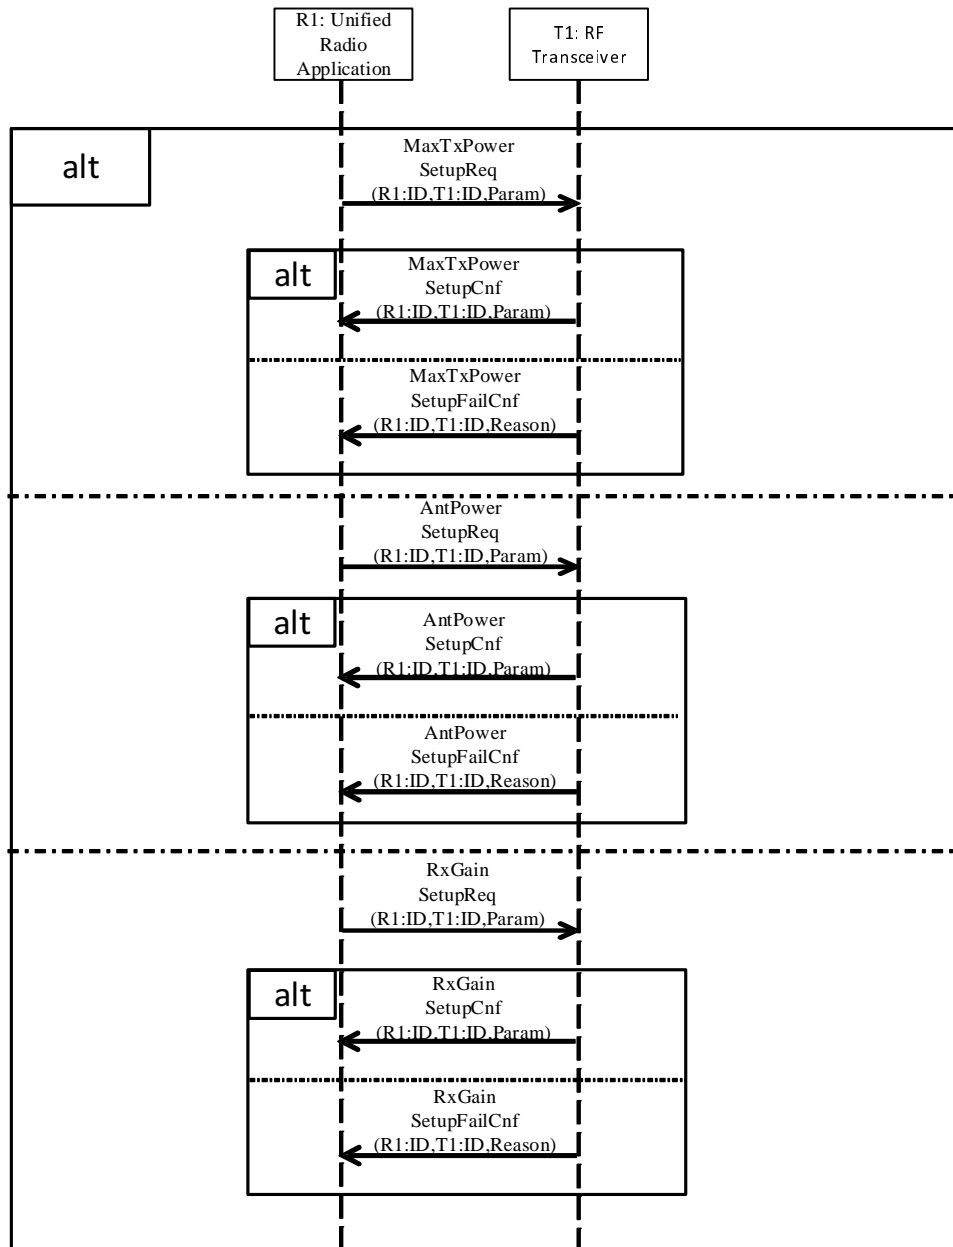 R1: Unified
Radio
Application
T1: RF
Transceiver
alt
MaxTxPower
SetupReq
(R1:ID,T1:ID,Param)
alt
MaxTxPower
SetupCnf
(R1:ID,T1:ID,Param)
MaxTxPower
SetupFailCnf
(R1:ID,T1:ID,Reason)
AntPower
SetupReq
(R1:ID,T1:ID,Param)
alt
AntPower
SetupCnf
(R1:ID,T1:ID,Param)
AntPower
SetupFailCnf
(R1:ID,T1:ID,Reason)
RxGain
SetupReq
(R1:ID,T1:ID,Param)
alt
RxGain
SetupCnf
(R1:ID,T1:ID,Param)
RxGain
SetupFailCnf
(R1:ID,T1:ID,Reason)